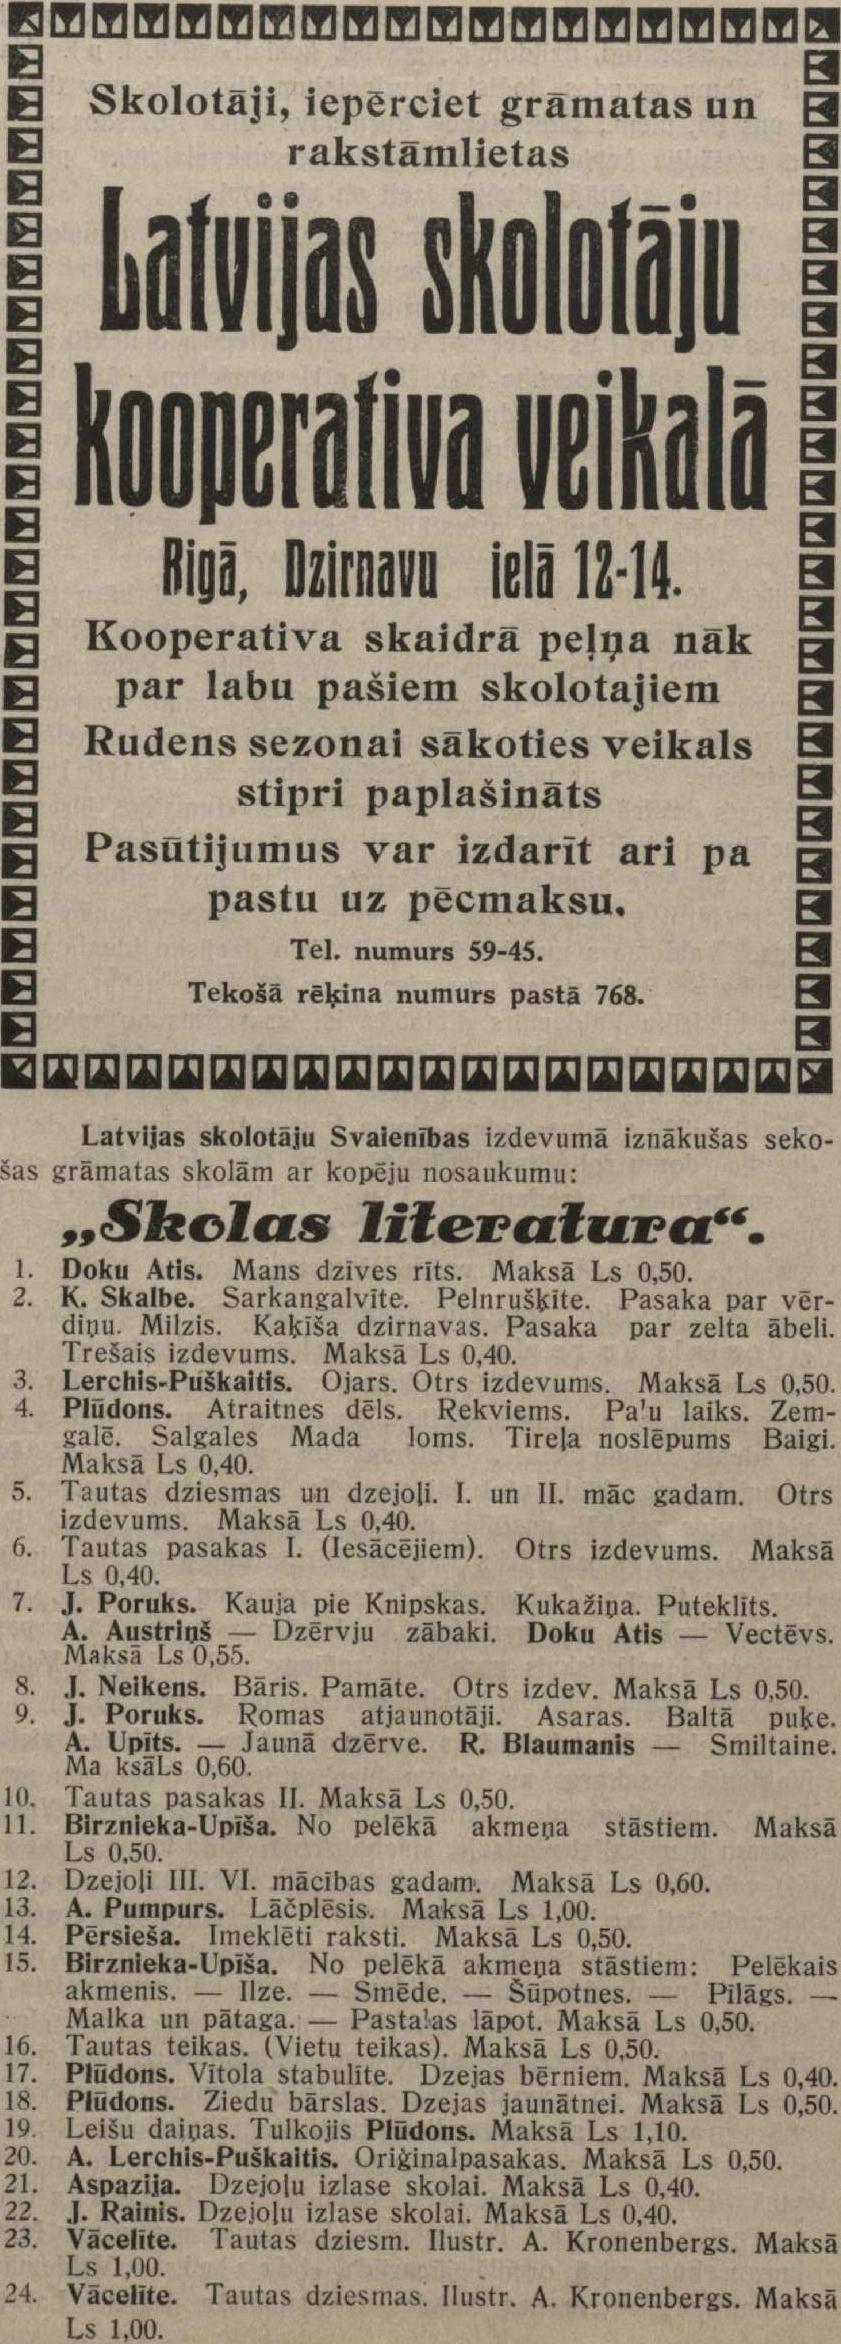 Skolotāji, iepērciet grāmatas un
rakstāmlietas
Latvijas skolotāju
kooperativa veikalā
Rigā, Dzirnavu ielā 12-14.
Kooperativa skaidrā peļņa nāk
par labu pašiem skolotajiem
Rudens sezonai sākoties veikals
stipri paplašināts
Pasūtijumus var izdarīt ari pa
pastu uz pēcmaksu.
Tel. numurs 59-45.
Tekošā rēķina numurs pastā 768.
Latvijas skolotāju Svaienības izdevumā iznākušas seko-
šas grāmatas skolām ar kopēju nosaukumu:
„Skolas literatura“.
1. Doku Atis. Mans dzīves rīts. Maksā Ls 0,50.
2. K. Skalbe. Sarkangalvīte. Pelnrušķīte. Pasaka par vēr-
diņu. Milzis. Kaķīša dzirnavas. Pasaka par zelta ābeli.
Trešais izdevums. Maksā Ls 0,40.
3. Lerchis-Puškaitis. Ojars. Otrs izdevums. Maksā Ls 0,50.
4. Plūdons. Atraitnes dēls. Rekviems. Pa'u laiks. Zem-
galē. Salgales Mada loms. Tireļa noslēpums Baigi.
Maksā Ls 0,40.
5. Tautas dziesmas un dzejoļi. I. un II. māc gadam. Otrs
izdevums. Maksā Ls 0,40.
6. Tautas pasakas I. (Iesācējiem). Otrs izdevums. Maksā
Ls 0,40.
7. J. Poruks. Kauja pie Knipskas. Kukažiņa. Puteklīts.
A. Austriņš — Dzērvju zābaki. Doku Atis — Vectēvs.
Maksā Ls 0,55.
8. J. Neikens. Bāris. Pamāte. Otrs izdev. Maksā Ls 0,50.
9. J. Poruks. Romas atjaunotāji. Asaras. Baltā puķe.
A. Upīts. — Jaunā dzērve. R. Blaumanis — Smiltaine.
Ma ksāLs 0,60.
10. Tautas pasakas II. Maksā Ls 0,50.
11. Birznieka-Upīša. No pelēkā akmeņa stāstiem. Maksā
Ls 0,50.
12. Dzejoļi III. VI. mācības gadam. Maksā Ls 0,60.
13. A. Pumpurs. Lāčplēsis. Maksā Ls 1,00.
14. Pērsieša. Imeklēti raksti. Maksā Ls 0,50.
15. Birznieka-Upīša. No pelēkā akmeņa stāstiem: Pelēkais
akmenis. — Ilze. — Smēde. — Šūpotnes. — Pīlāgs. —
Malka un pātaga. — Pastalas lāpot. Maksā Ls 0,50.
16. Tautas teikas. (Vietu teikas). Maksā Ls 0,50.
17. Plūdons. Vītola stabulīte. Dzejas bērniem. Maksā Ls 0,40.
18. Plūdons. Ziedu bārslas. Dzejas jaunātnei. Maksā Ls 0,50.
19. Leišu daiņas. Tulkojis Plūdons. Maksā Ls 1,10.
20. A. Lerchis-Puškaitis. Oriģinalpasakas. Maksā Ls 0,50.
21. Aspazija. Dzejoļu izlase skolai. Maksā Ls 0,40.
22. J. Rainis. Dzejoļu izlase skolai. Maksā Ls 0,40.
23. Vācelīte. Tautas dziesm. Ilustr. A. Kronenbergs. Maksā
Ls 1,00.
24. Vācelīte. Tautas dziesmas. Ilustr. A. Kronenbergs. Maksā
Ls 1,00.